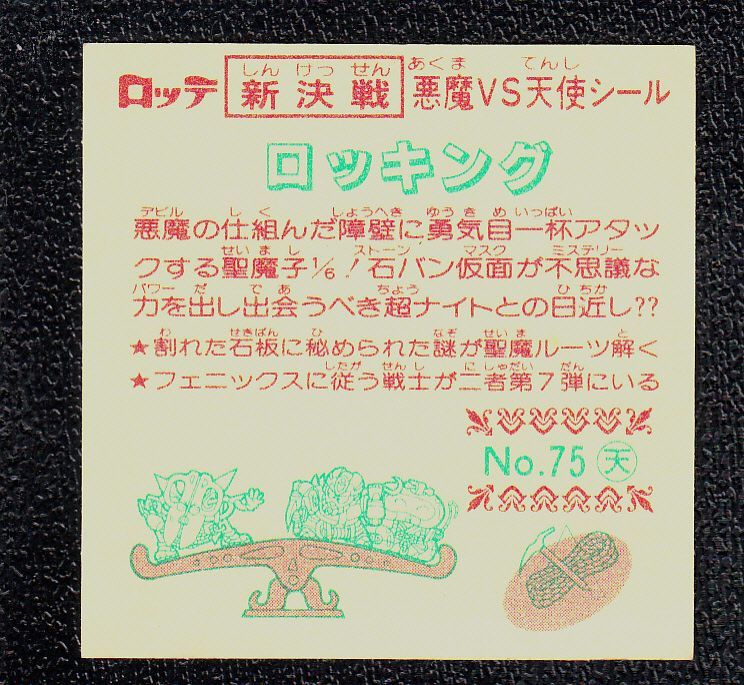 ロッテ 新決戦 悪魔VS天使シール
ロッキング
悪魔の仕組んだ障壁に勇気目一杯アタッ
クする聖魔子1/6!石バン仮面が不思議な
力を出し出会うべき超ナイトとの日近し??
★割れた石板に秘められた謎が聖魔ルーツ解く
★フェニックスに従う戦士が二者第7弾にいる
No.75 天